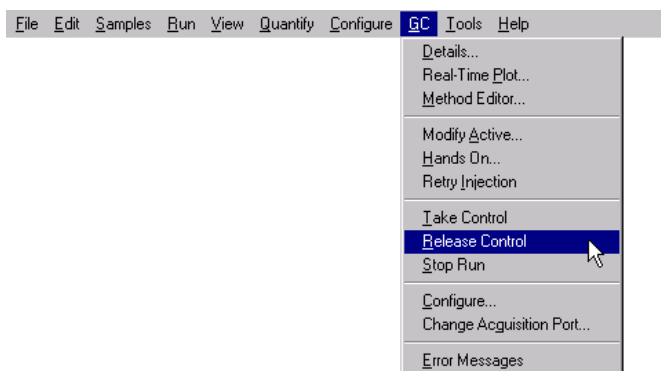 File Edit Samples Run View Quantify Configure GC Tools Help
Details...
Real-Time Plot...
Method Editor...
Modify Active...
Hands On...
Retry Injection
Take Control
Release Control
Stop Run
Configure...
Change Acquisition Port...
Error Messages